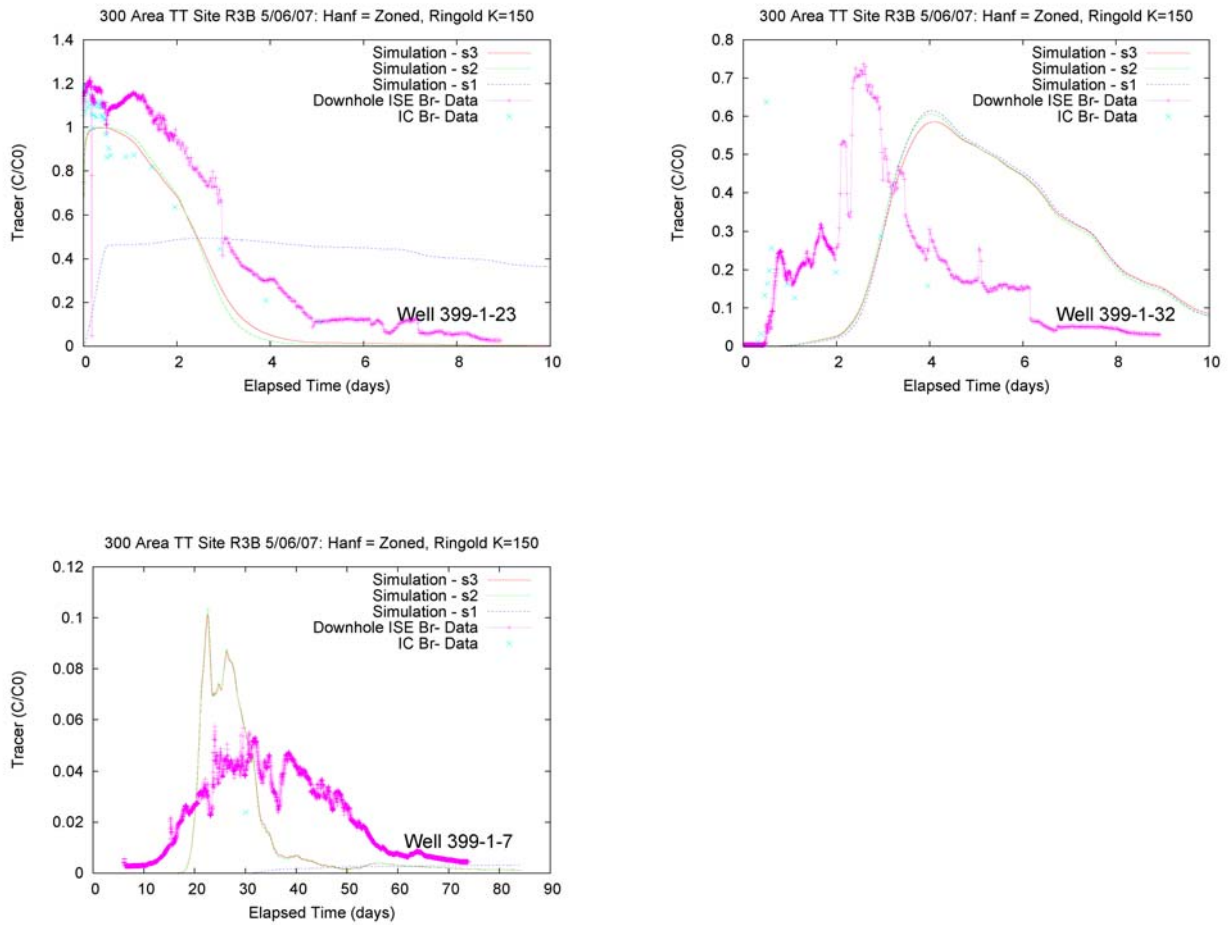 300 Area TT Site R3B 5/06/07: Hanf = Zoned, Ringold K=150
Simulation - s3
Simulation - s2
Simulation - s1
Downhole ISE Br- Data
IC Br- Data
Tracer (C/C0)
1.4
1.2
1
0.8
0.6
0.4
0.2
0
Well 399-1-23
0 2 4 6 8 10
Elapsed Time (days)
300 Area TT Site R3B 5/06/07: Hanf = Zoned, Ringold K=150
Simulation - s3
Simulation - s2
Simulation - s1
Downhole ISE Br- Data
IC Br- Data
Tracer (C/C0)
0.8
0.7
0.6
0.5
0.4
0.3
0.2
0.1
0
Well 399-1-32
0 2 4 6 8 10
Elapsed Time (days)
300 Area TT Site R3B 5/06/07: Hanf = Zoned, Ringold K=150
Simulation - s3
Simulation - s2
Simulation - s1
Downhole ISE Br- Data
IC Br- Data
Tracer (C/C0)
0.12
0.1
0.08
0.06
0.04
0.02
0
Well 399-1-7
0 10 20 30 40 50 60 70 80 90
Elapsed Time (days)